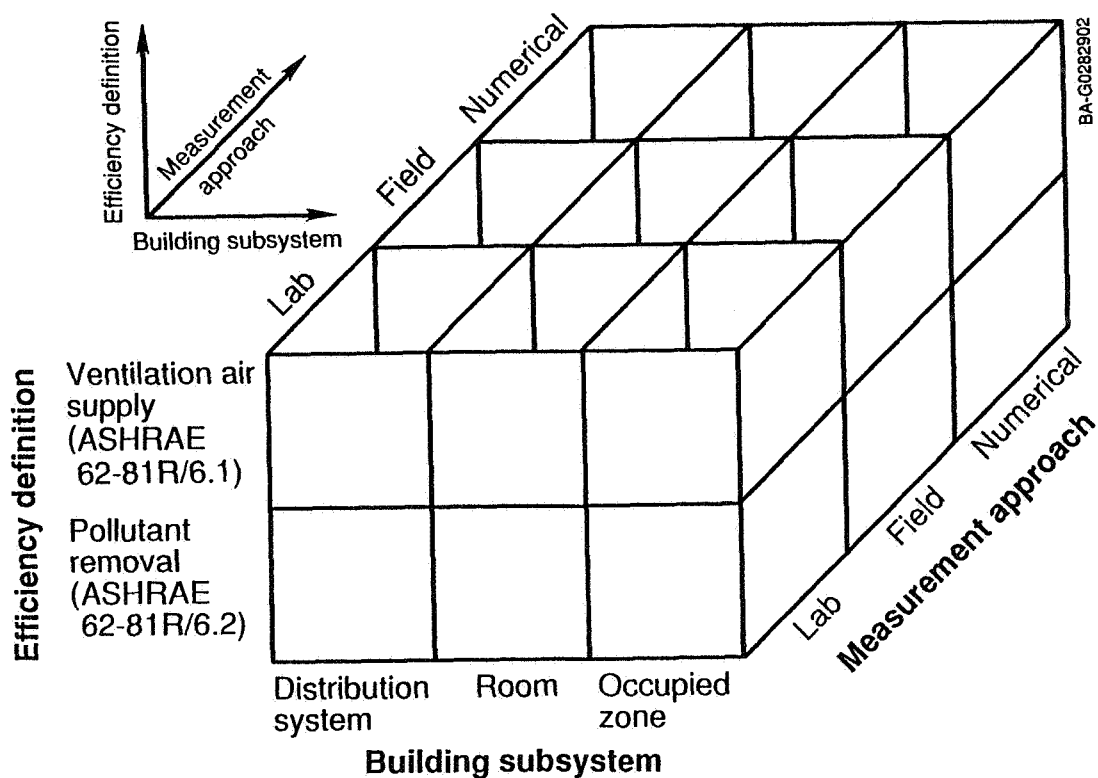 Efficiency definition
Measurement
approach
Building subsystem
Numerical
Field
Lab
BA-G0282902
Efficiency definition
Ventilation air
supply
(ASHRAE
62-81R/6.1)
Pollutant
removal
(ASHRAE
62-81R/6.2)
Distribution
system
Room
Occupied
zone
Building subsystem
Lab
Field
Numerical
Measurement approach